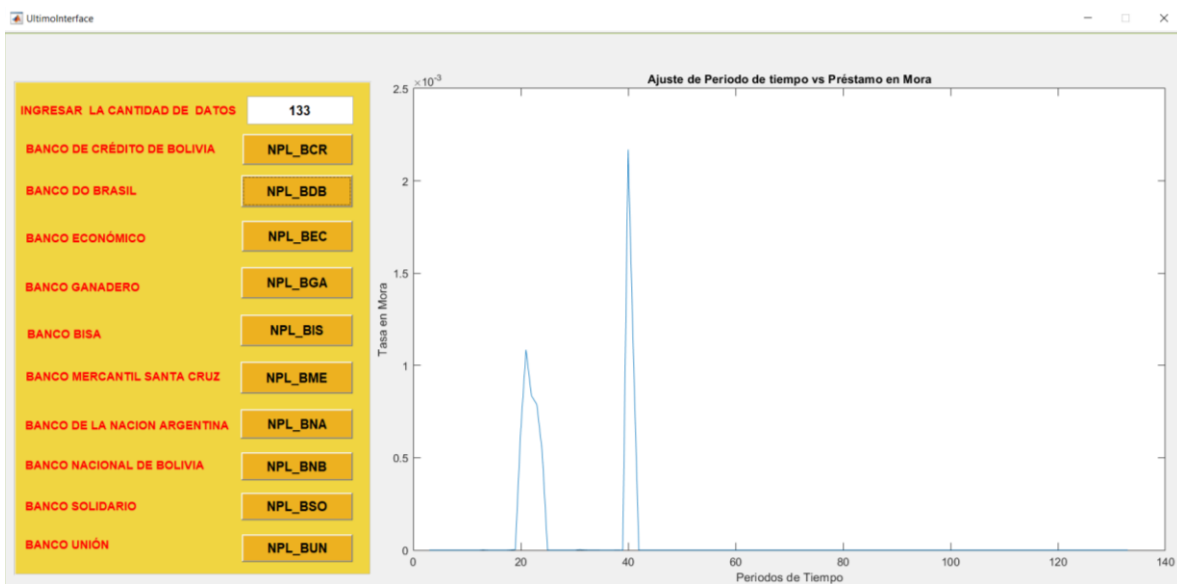 UltimoInterface
INGRESAR LA CANTIDAD DE DATOS 133
BANCO DE CRÉDITO DE BOLIVIA NPL_BCR
BANCO DO BRASIL NPL_BDB
BANCO ECONÓMICO NPL_BEC
BANCO GANADERO NPL_BGA
BANCO BISA NPL_BIS
BANCO MERCANTIL SANTA CRUZ NPL_BME
BANCO DE LA NACION ARGENTINA NPL_BNA
BANCO NACIONAL DE BOLIVIA NPL_BNB
BANCO SOLIDARIO NPL_BSO
BANCO UNIÓN NPL_BUN
Ajuste de Periodo de tiempo vs Préstamo en Mora
×10⁻³
2.5
2
1.5
1
0.5
0
Tasa en Mora
0 20 40 60 80 100 120 140
Periodos de Tiempo